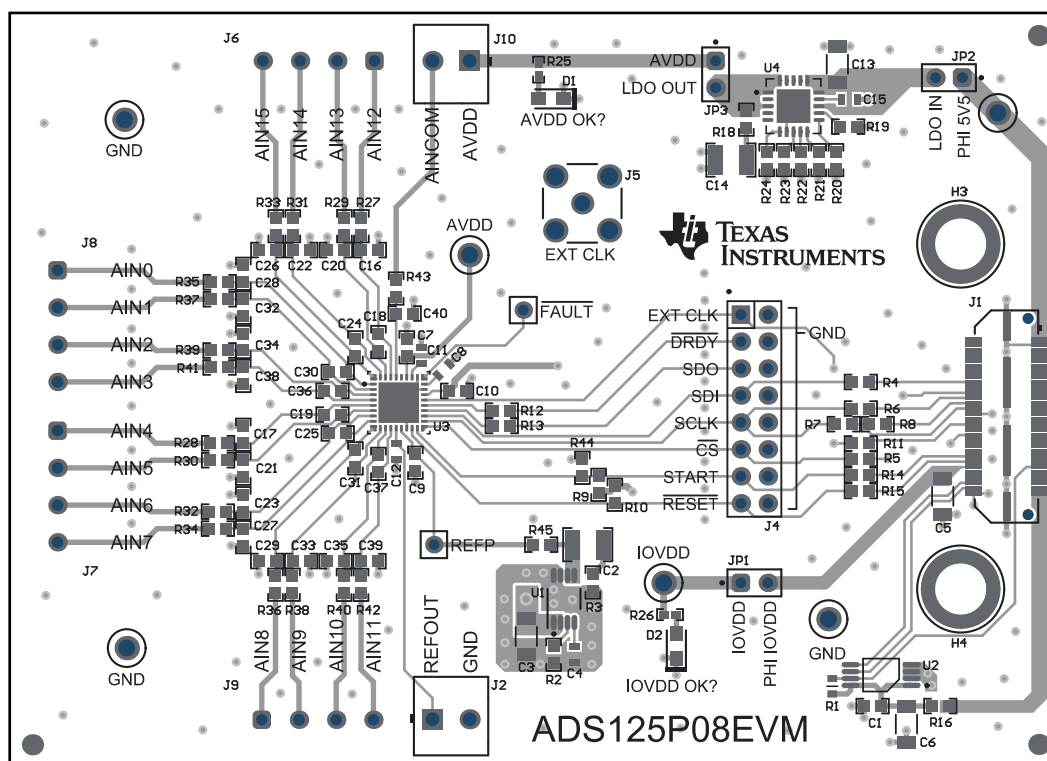 J6
J10
AIN15
AIN14
AIN13
AIN12
AINCOM
AVDD
R25
D1
AVDD OK?
AVDD
LDO OUT
JP3
U4
C13
C15
R19
R18
C14
R24
R23
R22
R21
R20
JP2
LDO IN
PHI 5V5
GND
J5
EXT CLK
TEXAS
INSTRUMENTS
H3
R33
R31
R29
R27
C26
C22
C20
C16
AVDD
J8
AIN0
AIN1
AIN2
AIN3
R35
R37
R39
R41
C28
C32
C34
C38
R43
C40
C24
C18
C7
C11
C8
C30
C36
C10
FAULT
J1
EXT CLK
DRDY
SDO
SDI
SCLK
CS
START
RESET
J4
GND
R4
R6
R7
R8
R11
R5
R14
R15
C5
AIN4
AIN5
AIN6
AIN7
J7
R28
R30
R32
R34
C17
C21
C23
C27
C19
C25
U3
C31
C37
C12
C9
R12
R13
R44
R9
R10
C29
C33
C35
C39
R36
R38
R40
R42
REFP
R45
C2
U1
R3
C3
R2
C4
IOVDD
JP1
R26
D2
IOVDD OK?
IOVDD
PHI IOVDD
GND
H4
U2
R1
C1
R16
C6
GND
J9
AIN8
AIN9
AIN10
AIN11
REFOUT
GND
J2
ADS125P08EVM